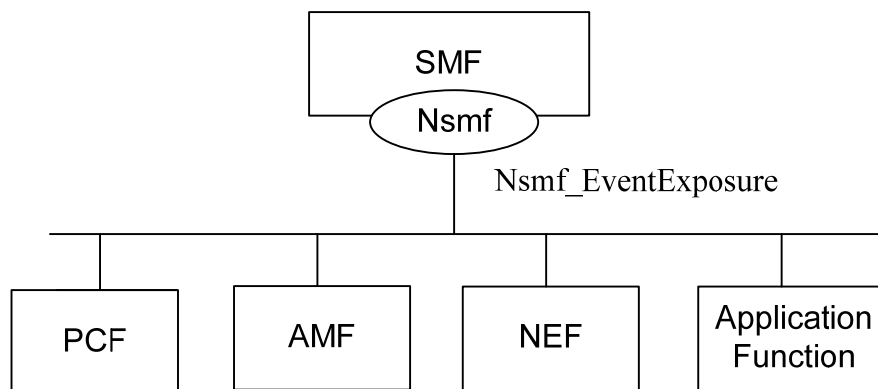 SMF
Nsmf
Nsmf_EventExposure
PCF
AMF
NEF
Application
Function